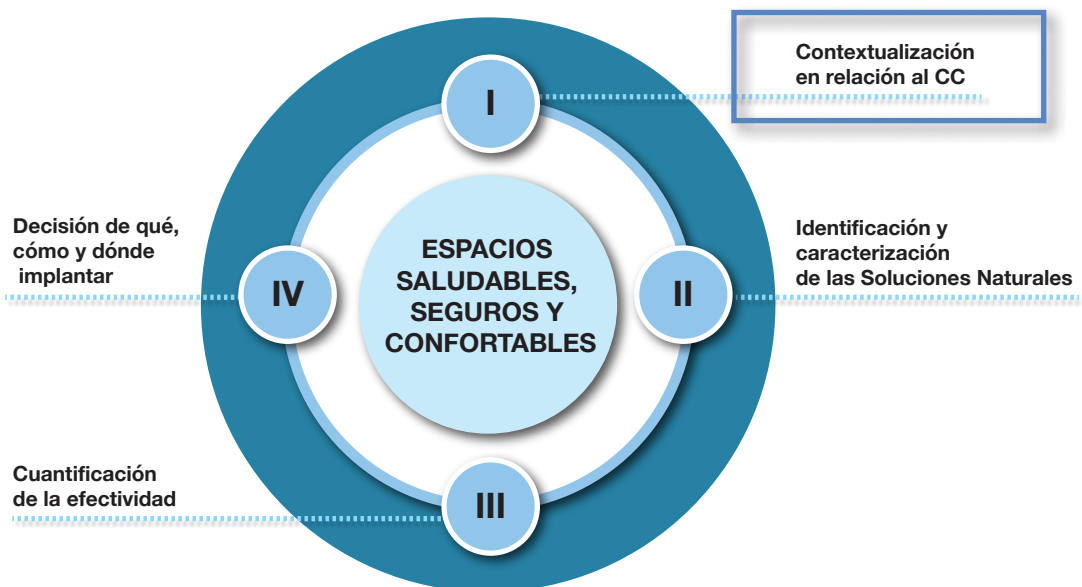 I
Contextualización
en relación al CC
II
Identificación y
caracterización
de las Soluciones Naturales
III
Cuantificación
de la efectividad
IV
Decisión de qué,
cómo y dónde
implantar
ESPACIOS
SALUDABLES,
SEGUROS Y
CONFORTABLES